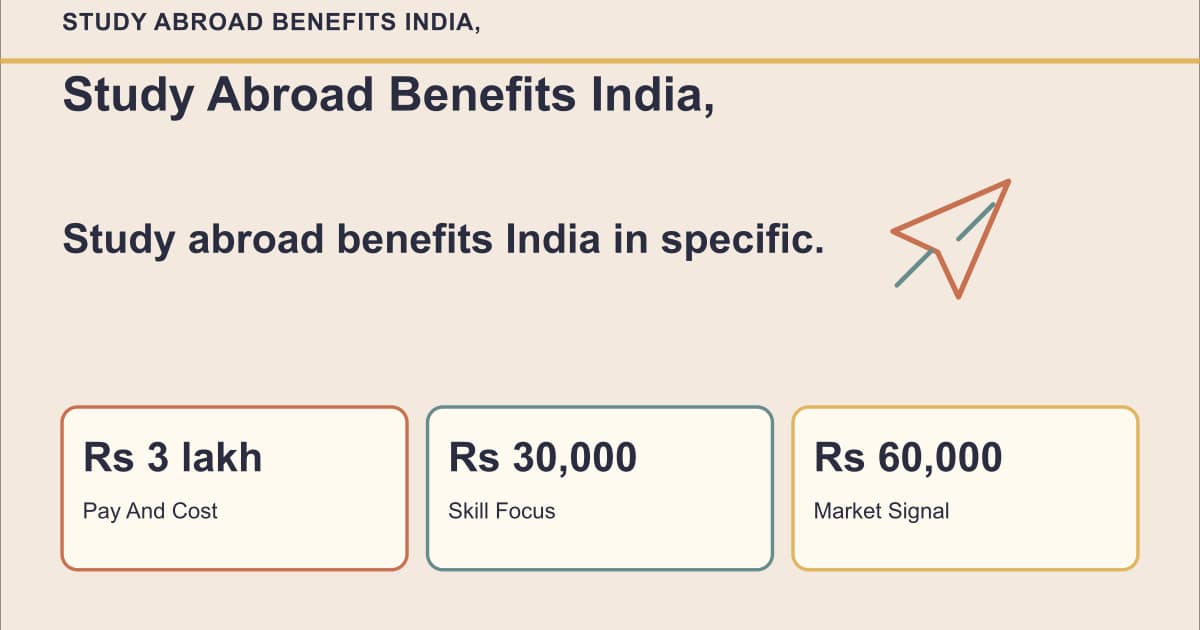 STUDY ABROAD BENEFITS INDIA,
Study Abroad Benefits India,
Study abroad benefits India in specific.
Rs 3 lakh
Pay And Cost
Rs 30,000
Skill Focus
Rs 60,000
Market Signal